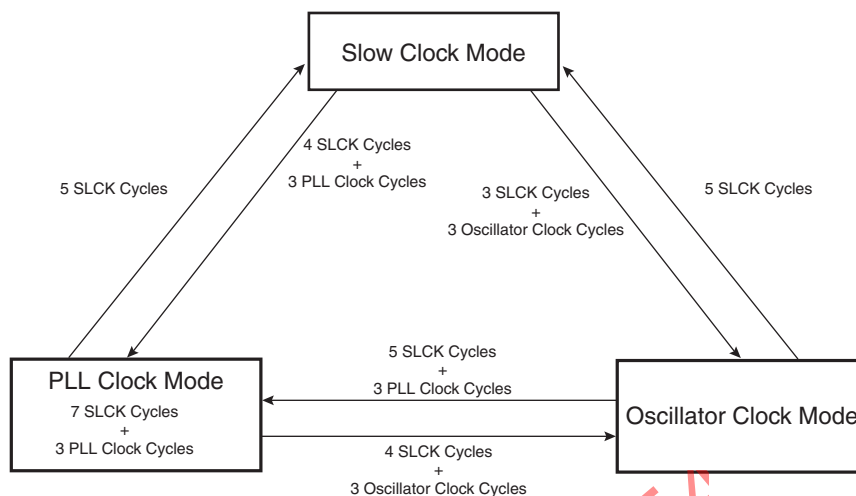 Slow Clock Mode
4 SLCK Cycles
+
3 PLL Clock Cycles
5 SLCK Cycles
3 SLCK Cycles
+
3 Oscillator Clock Cycles
5 SLCK Cycles
PLL Clock Mode
7 SLCK Cycles
+
3 PLL Clock Cycles
5 SLCK Cycles
+
3 PLL Clock Cycles
Oscillator Clock Mode
4 SLCK Cycles
+
3 Oscillator Clock Cycles